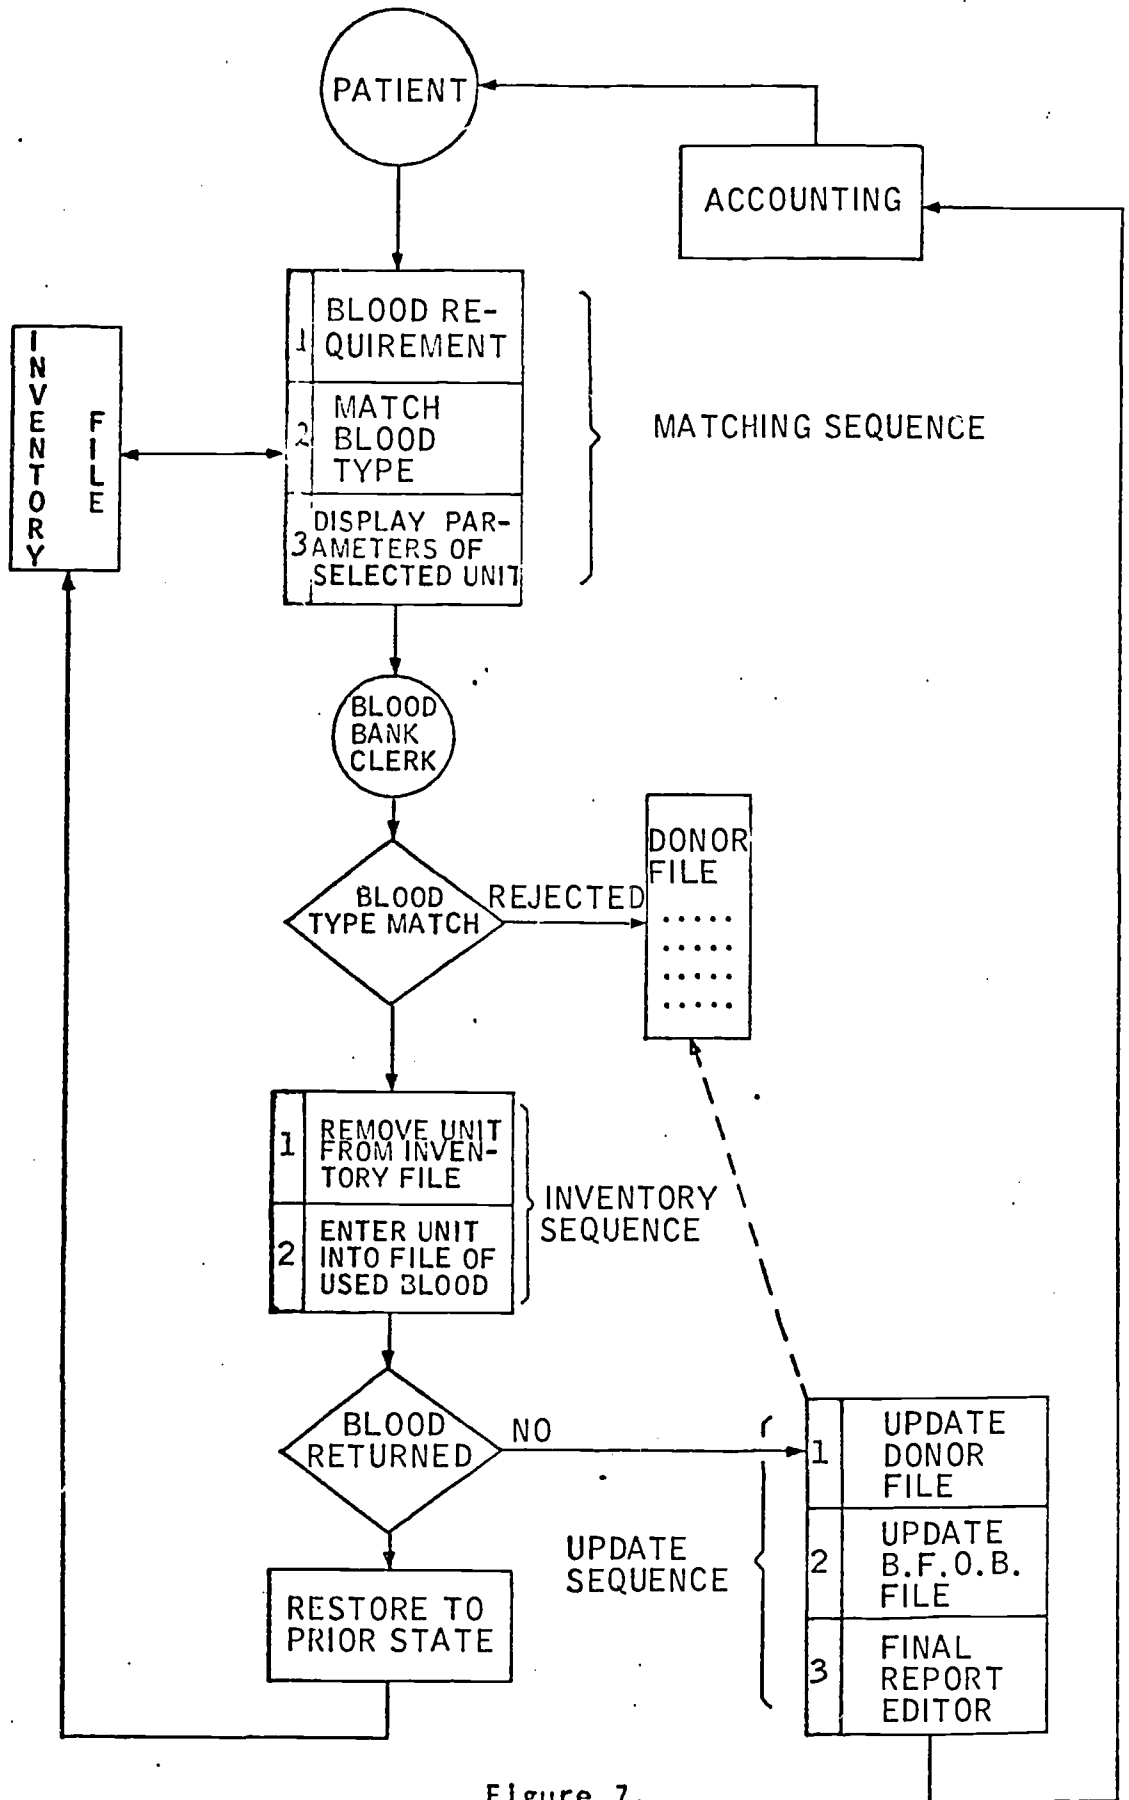 PATIENT
ACCOUNTING
1
BLOOD RE-
QUIREMENT
2
MATCH
BLOOD
TYPE
3
DISPLAY PAR-
AMETERS OF
SELECTED UNIT
MATCHING SEQUENCE
INVENTORY
FILE
BLOOD
BANK
CLERK
BLOOD
TYPE MATCH
REJECTED
DONOR
FILE
.....
.....
.....
.....
1
REMOVE UNIT
FROM INVEN-
TORY FILE
2
ENTER UNIT
INTO FILE OF
USED BLOOD
INVENTORY
SEQUENCE
BLOOD
RETURNED
NO
RESTORE TO
PRIOR STATE
UPDATE
SEQUENCE
1
UPDATE
DONOR
FILE
2
UPDATE
B.F.O.B.
FILE
3
FINAL
REPORT
EDITOR
Figure 7.